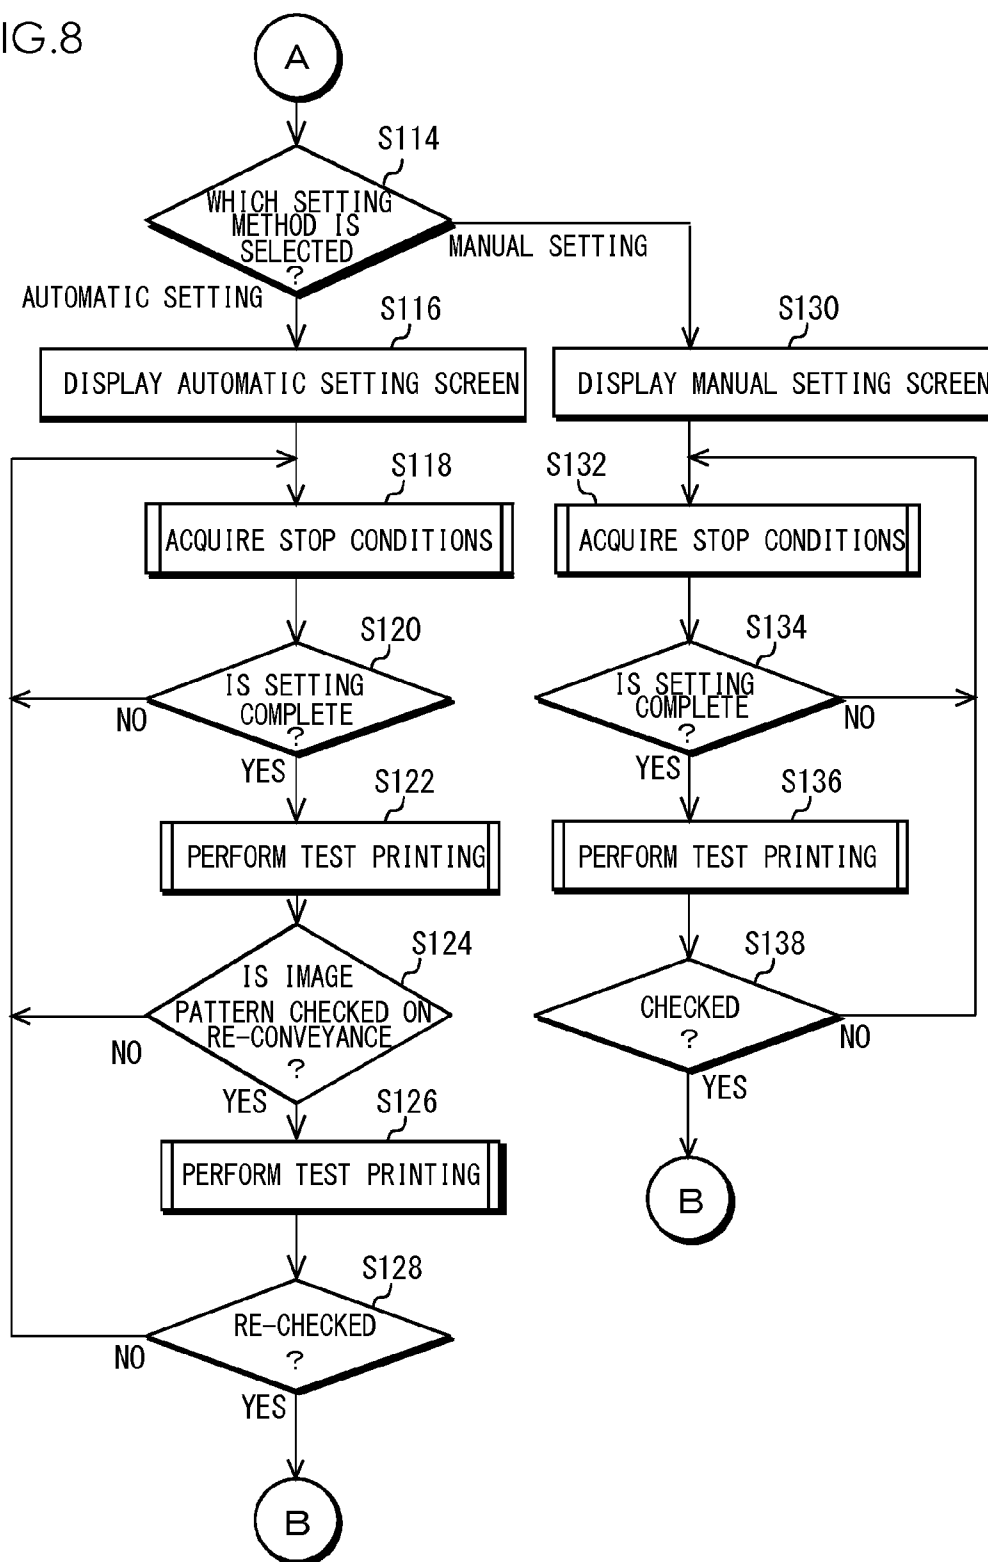 IG.8
A
S114
WHICH SETTING
METHOD IS
SELECTED
?
MANUAL SETTING
AUTOMATIC SETTING
S116
DISPLAY AUTOMATIC SETTING SCREEN
S130
DISPLAY MANUAL SETTING SCREEN
S118
ACQUIRE STOP CONDITIONS
S132
ACQUIRE STOP CONDITIONS
S120
IS SETTING
COMPLETE
?
NO
YES
S134
IS SETTING
COMPLETE
?
NO
YES
S122
PERFORM TEST PRINTING
S136
PERFORM TEST PRINTING
S124
IS IMAGE
PATTERN CHECKED ON
RE-CONVEYANCE
?
NO
YES
S138
CHECKED
?
NO
YES
S126
PERFORM TEST PRINTING
B
S128
RE-CHECKED
?
NO
YES
B